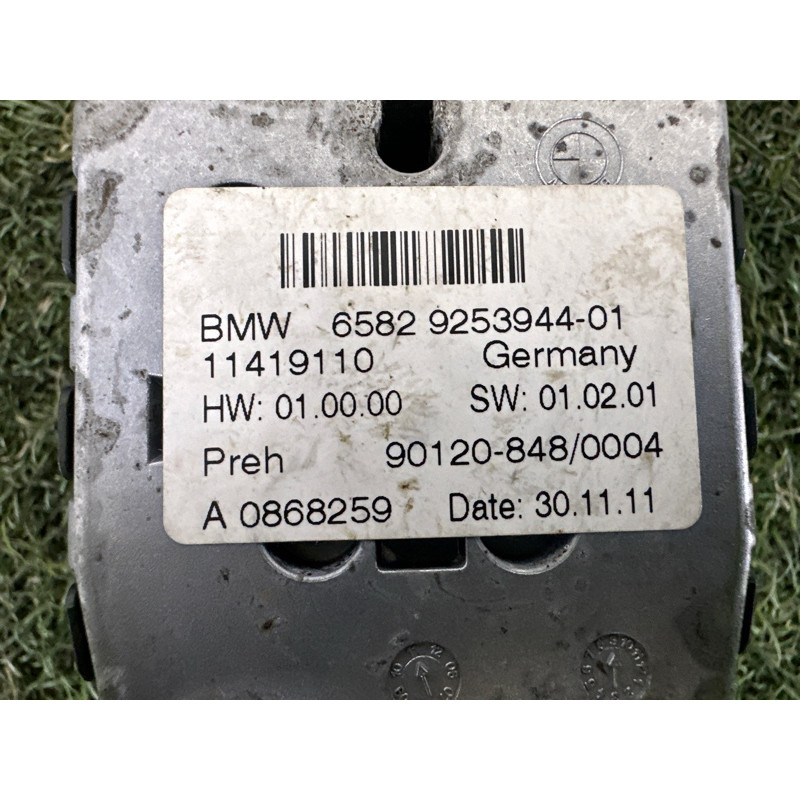 BMW 6582 9253944-01
11419110 Germany
HW: 01.00.00 SW: 01.02.01
Preh 90120-848/0004
A 0868259 Date: 30.11.11